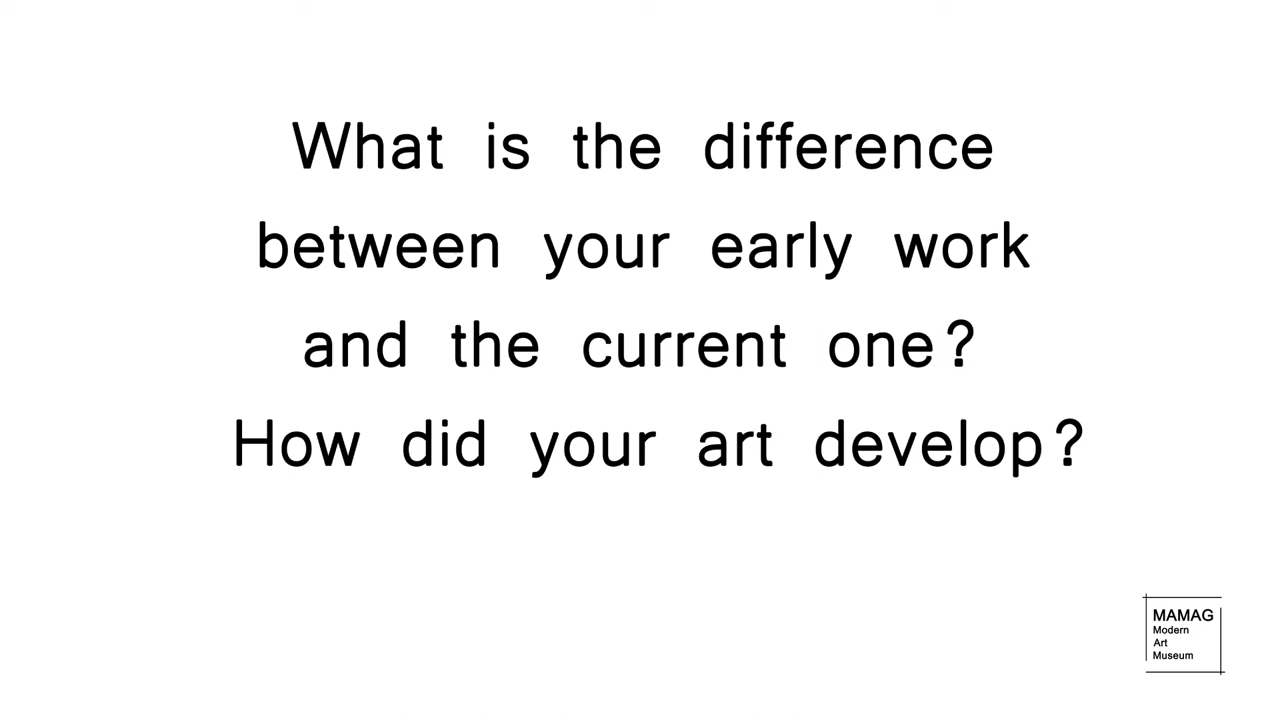 What is the difference
between your early work
and the current one?
How did your art develop?
MAMAG
Modern
Art
Museum